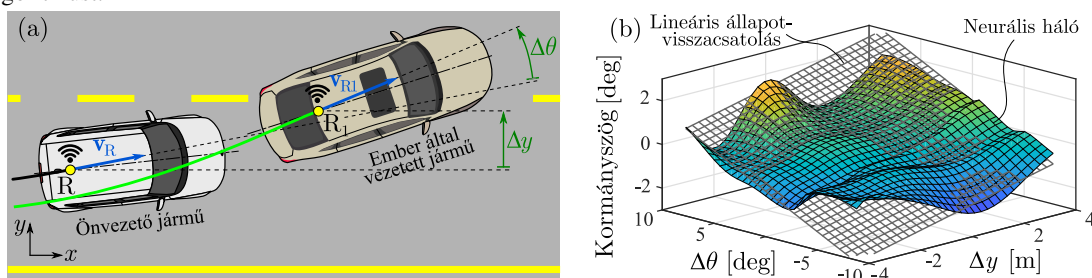 (a)
Δθ
v_R1
R₁
Δy
v_R
R
Ember által
vezetett jármű
Önvezető jármű
y
x
(b)
Lineáris állapot-
visszacsatolás
Neurális háló
Kormányszög [deg]
2
0
-2
10
5
-5
-10
Δθ [deg]
-4
-2
2
4
Δy [m]